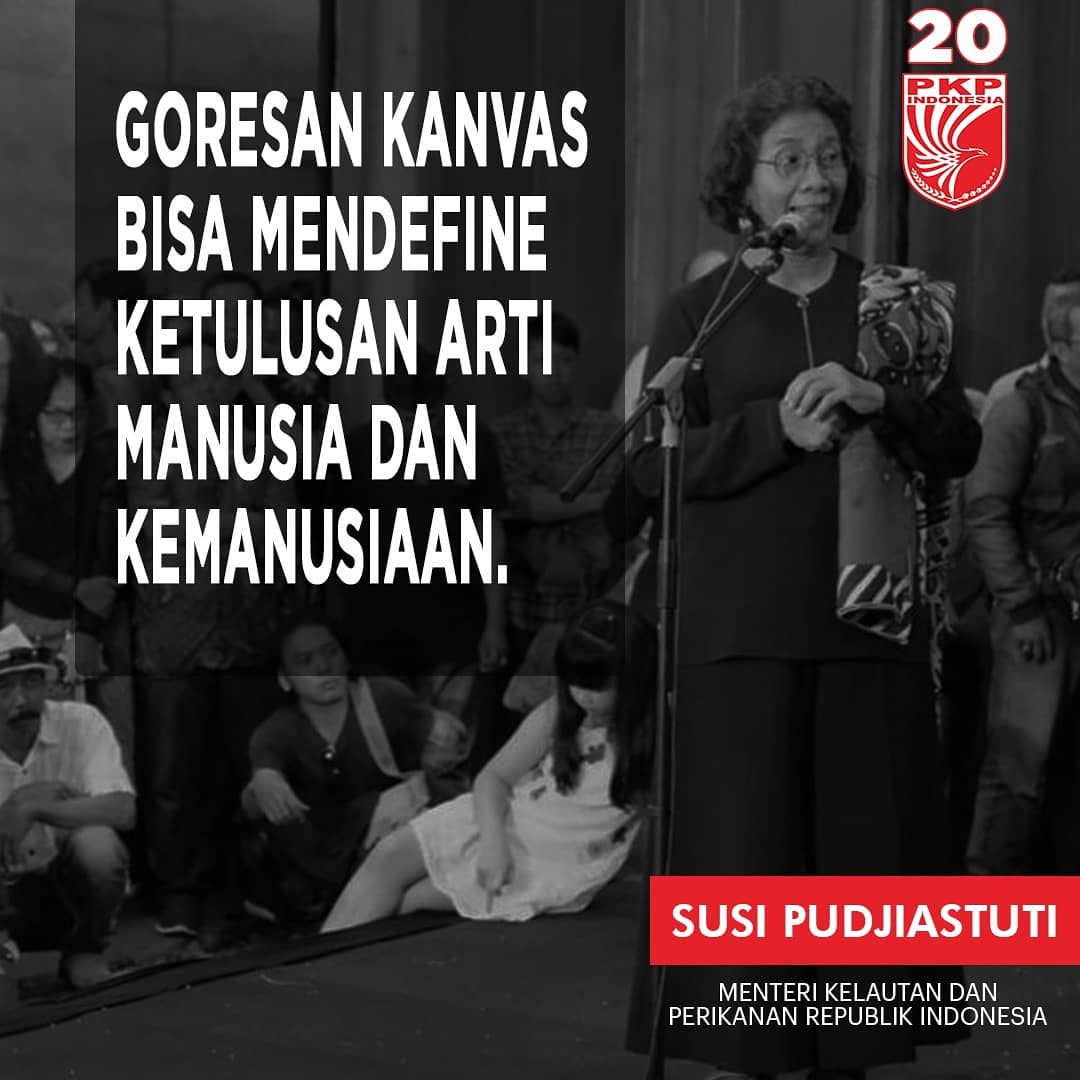 20
PKP
INDONESIA
GORESAN KANVAS
BISA MENDEFINE
KETULUSAN ARTI
MANUSIA DAN
KEMANUSIAAN.
SUSI PUDJIASTUTI
MENTERI KELAUTAN DAN
PERIKANAN REPUBLIK INDONESIA